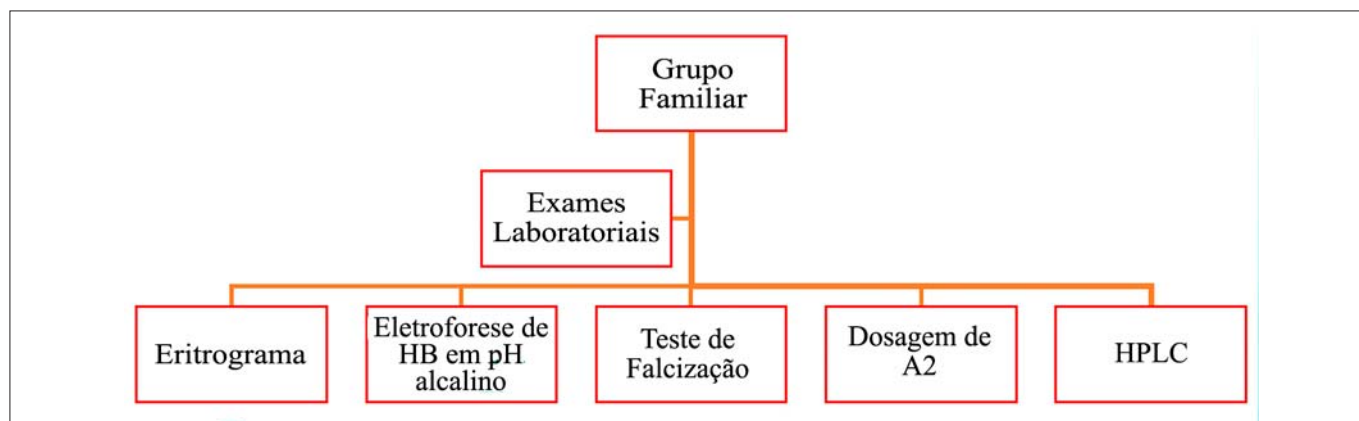 Grupo
Familiar
Exames
Laboratoriais
Eritrograma
Eletroforese de
HB em pH
alcalino
Teste de
Falcização
Dosagem de
A2
HPLC